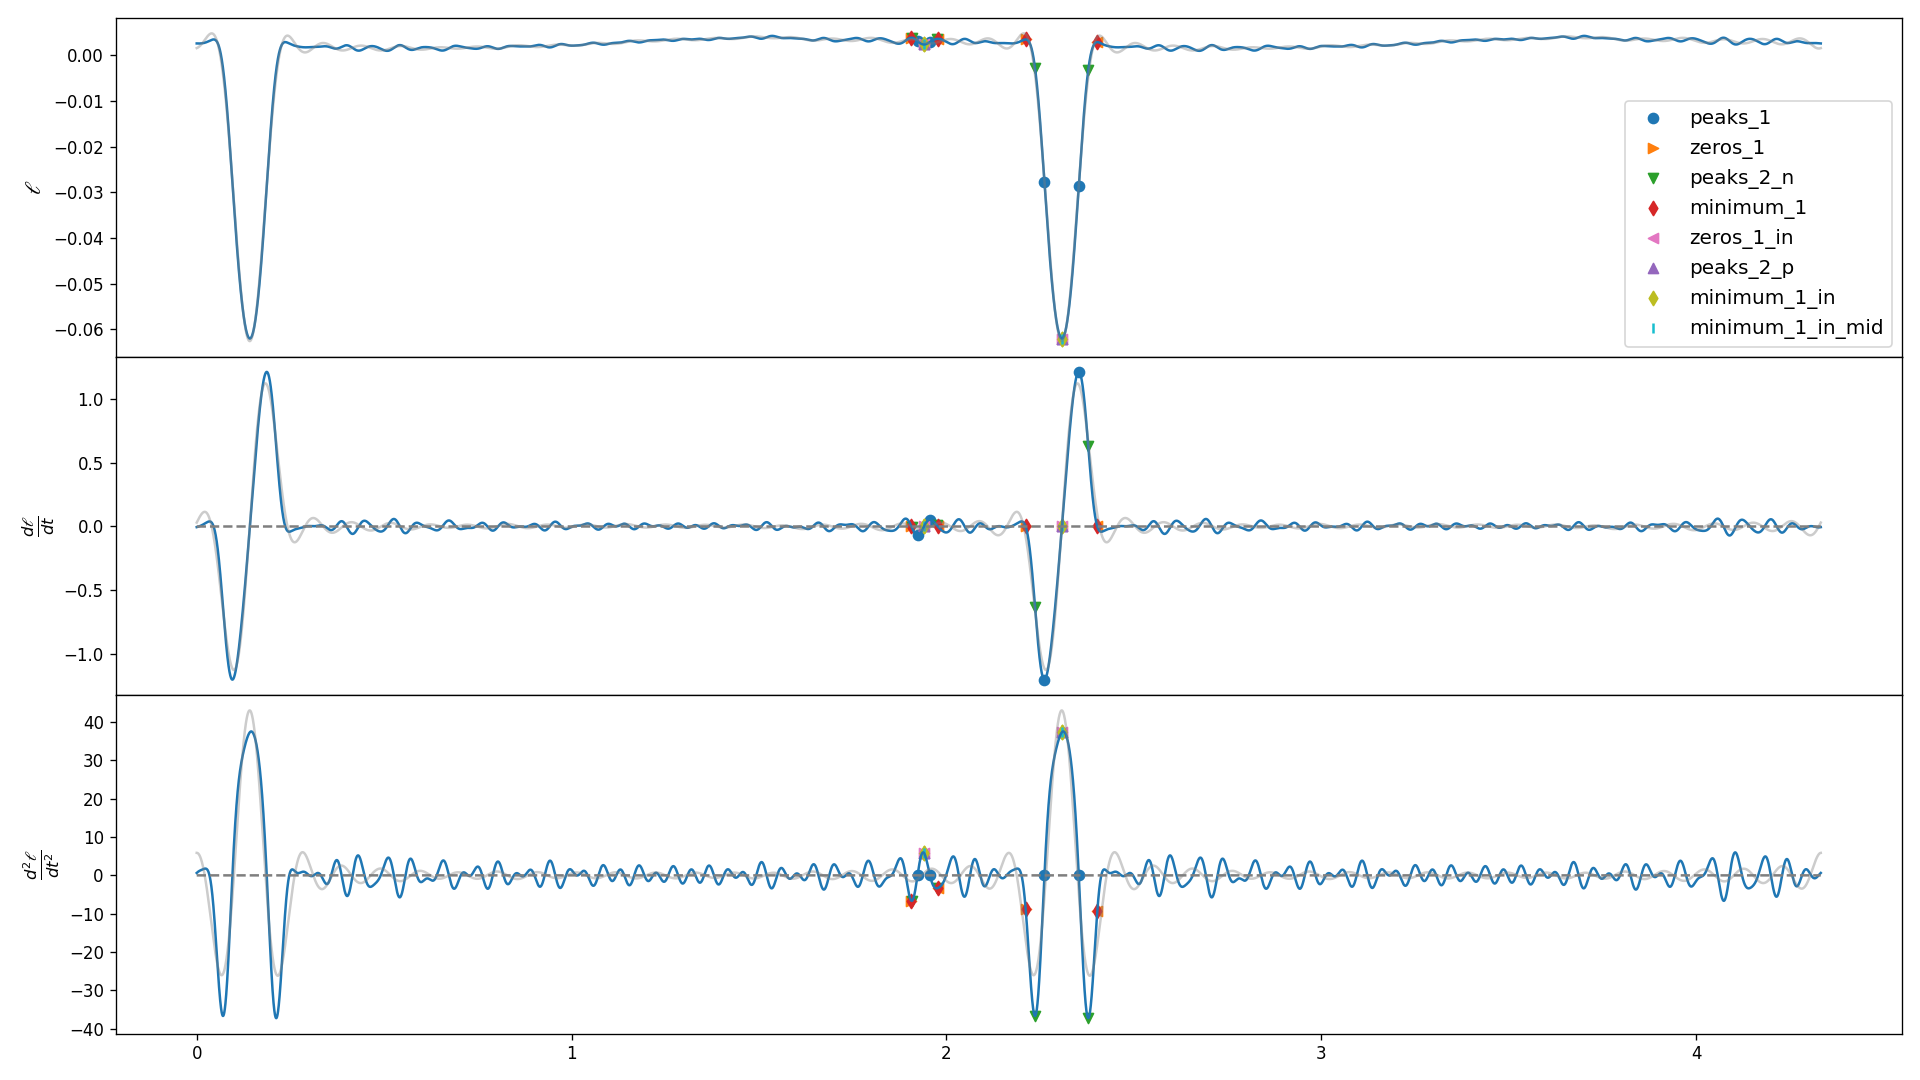 0.00
−0.01
−0.02
−0.03
−0.04
−0.05
−0.06
ℓ
peaks_1
zeros_1
peaks_2_n
minimum_1
zeros_1_in
peaks_2_p
minimum_1_in
minimum_1_in_mid
1.0
0.5
0.0
−0.5
−1.0
dℓ
dt
40
30
20
10
0
−10
−20
−30
−40
d²ℓ
dt²
0 1 2 3 4